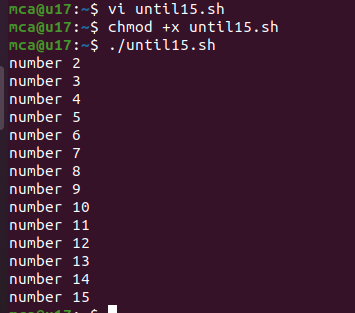 mca@u17:~$ vi until15.sh
mca@u17:~$ chmod +x until15.sh
mca@u17:~$ ./until15.sh
number 2
number 3
number 4
number 5
number 6
number 7
number 8
number 9
number 10
number 11
number 12
number 13
number 14
number 15